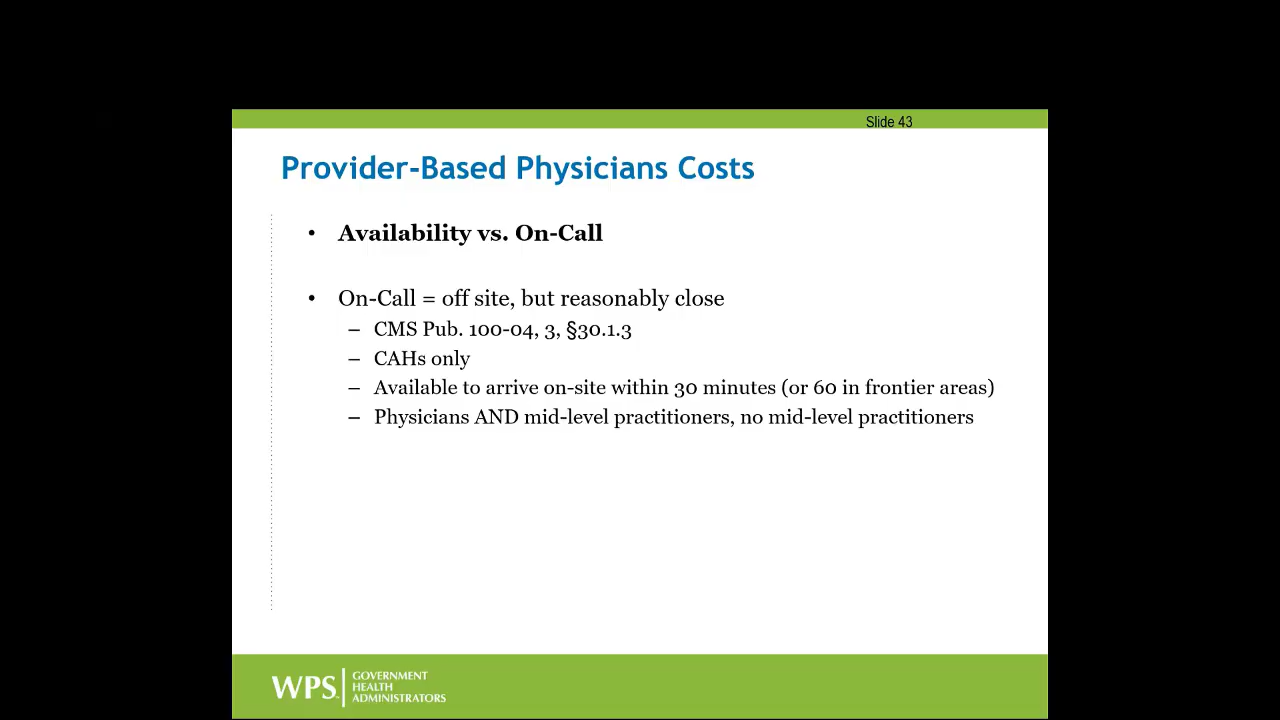 Slide 43
Provider-Based Physicians Costs
• Availability vs. On-Call
• On-Call = off site, but reasonably close
– CMS Pub. 100-04, 3, §30.1.3
– CAHs only
– Available to arrive on-site within 30 minutes (or 60 in frontier areas)
– Physicians AND mid-level practitioners, no mid-level practitioners
WPS
GOVERNMENT
HEALTH
ADMINISTRATORS